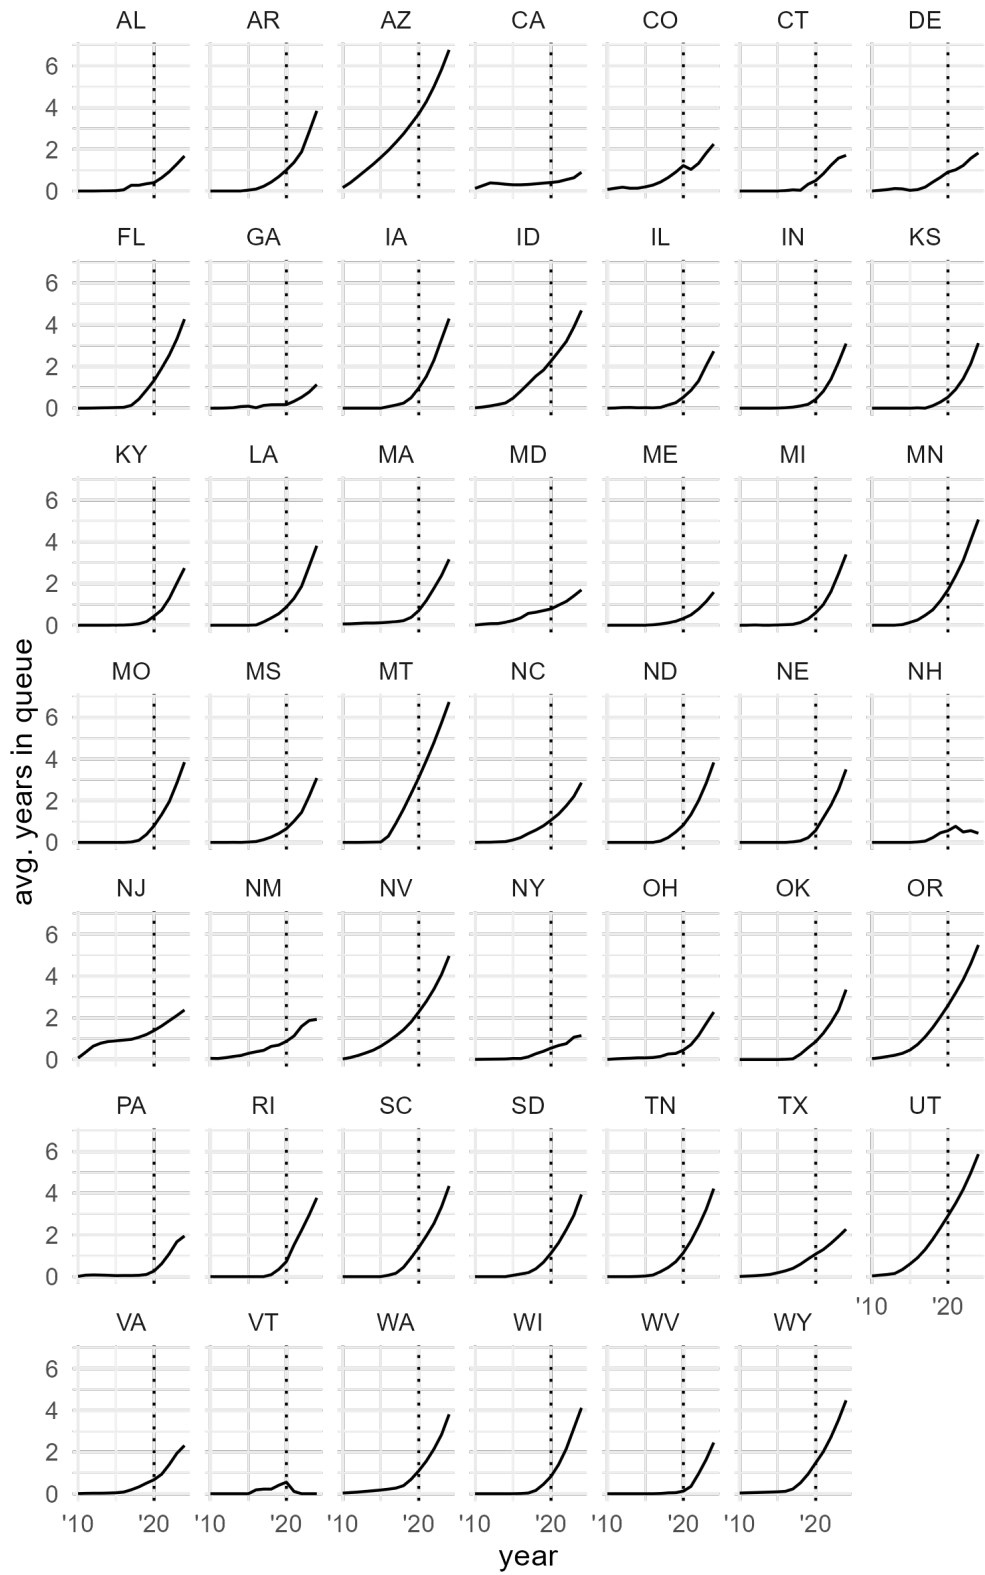 AL AR AZ CA CO CT DE
6
4
2
0
FL GA IA ID IL IN KS
6
4
2
0
KY LA MA MD ME MI MN
6
4
2
0
avg. years in queue
MO MS MT NC ND NE NH
6
4
2
0
NJ NM NV NY OH OK OR
6
4
2
0
PA RI SC SD TN TX UT
6
4
2
0
'10 '20
VA VT WA WI WV WY
6
4
2
0
'10 '20 '10 '20 '10 '20 '10 '20 '10 '20 '10 '20
year